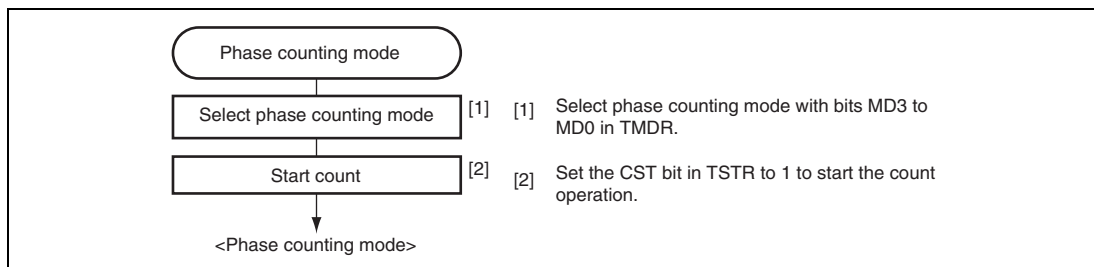 Phase counting mode
Select phase counting mode [1] [1] Select phase counting mode with bits MD3 to
MD0 in TMDR.
Start count [2] [2] Set the CST bit in TSTR to 1 to start the count
operation.
<Phase counting mode>